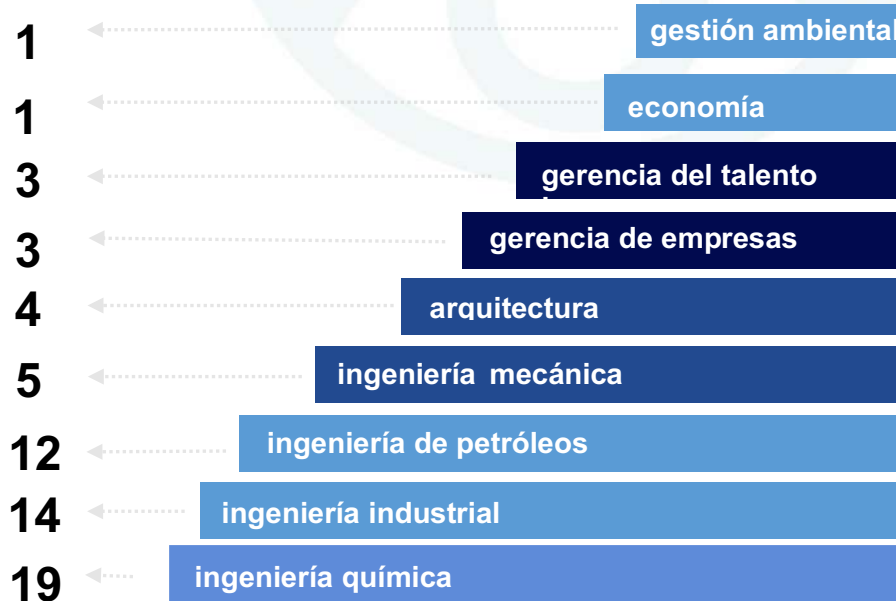 1 gestión ambiental
1 economía
3 gerencia del talento
3 gerencia de empresas
4 arquitectura
5 ingeniería mecánica
12 ingeniería de petróleos
14 ingeniería industrial
19 ingeniería química